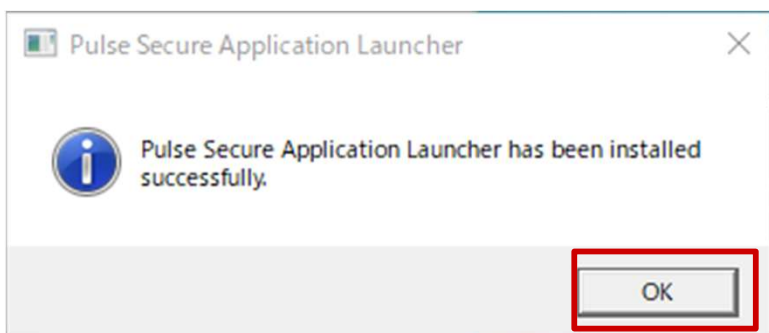 Pulse Secure Application Launcher
Pulse Secure Application Launcher has been installed
successfully.
OK